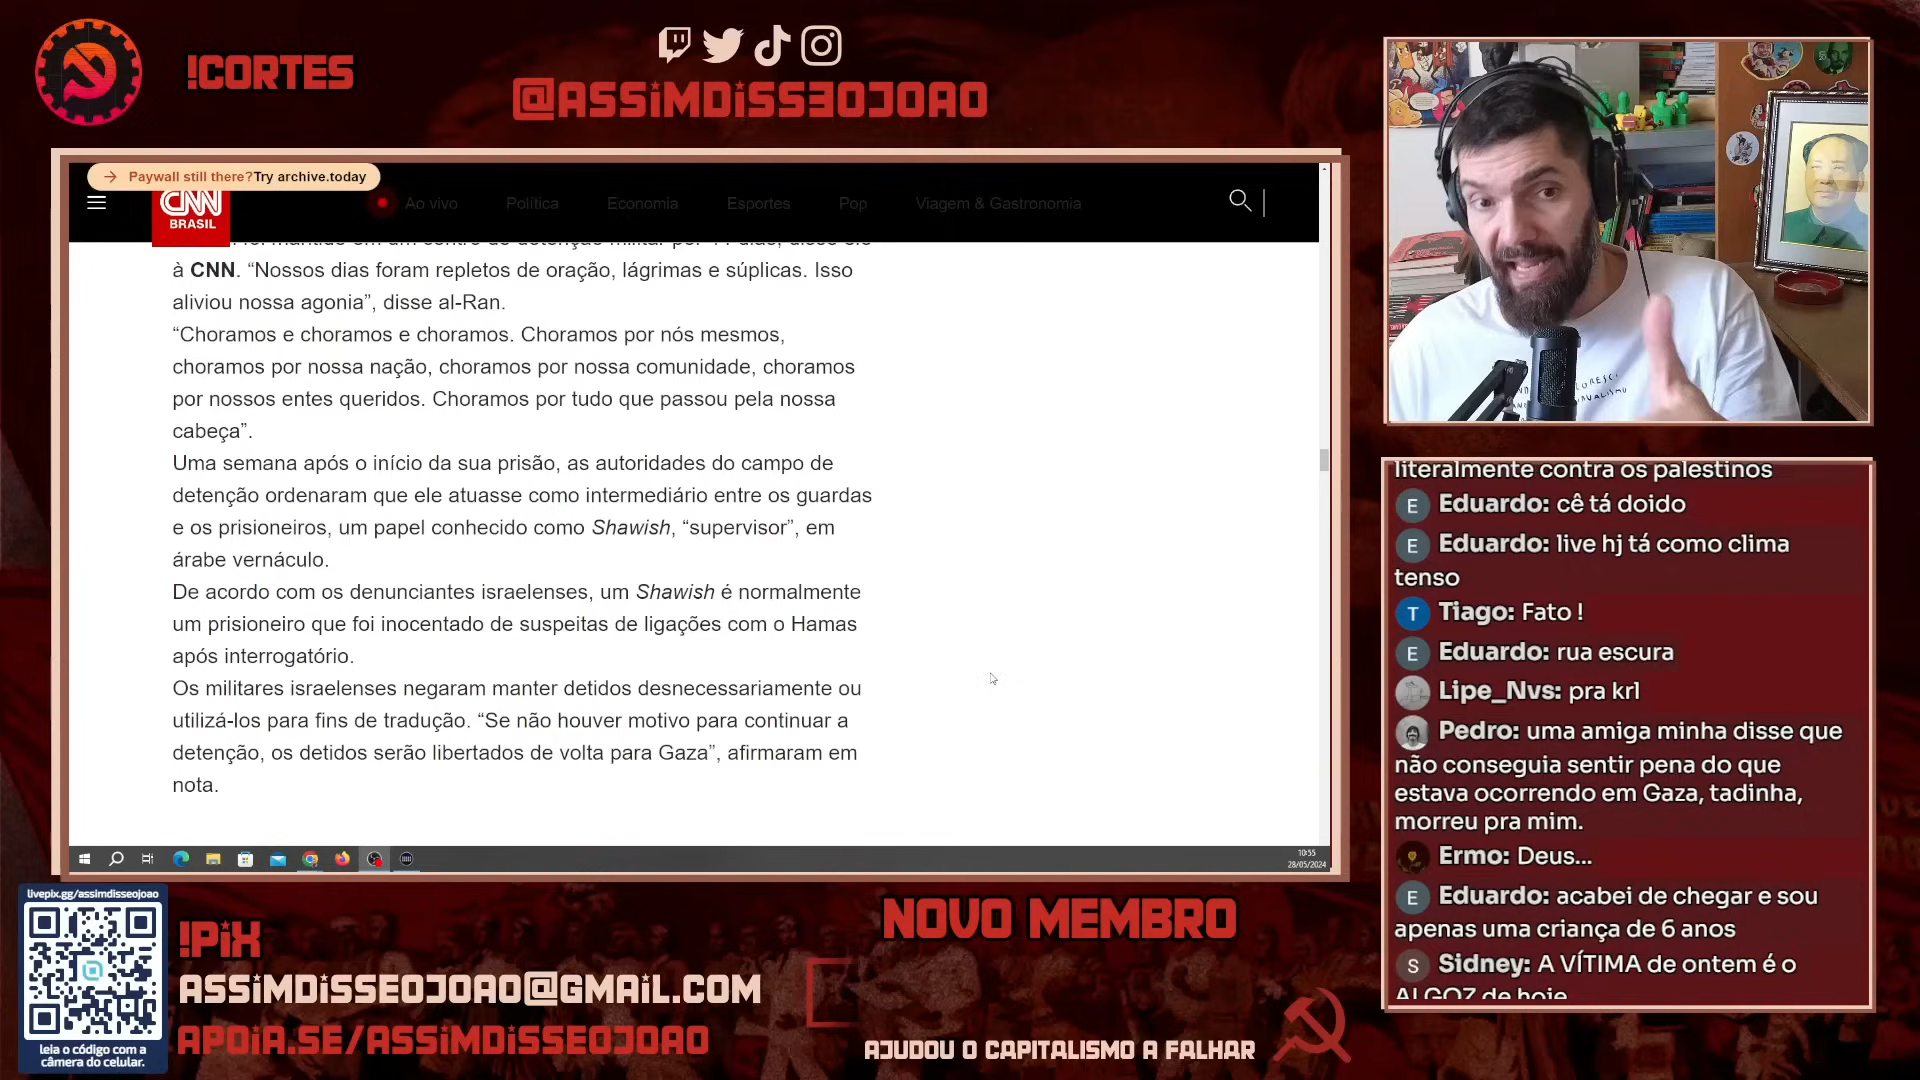 !CORTES
@ASSIMDISSEOJOAO
→ Paywall still there?Try archive.today
CNN
BRASIL
Ao vivo
Política
Economia
Esportes
Pop
Viagem & Gastronomia
à CNN. “Nossos dias foram repletos de oração, lágrimas e súplicas. Isso
aliviou nossa agonia”, disse al-Ran.
“Choramos e choramos e choramos. Choramos por nós mesmos,
choramos por nossa nação, choramos por nossa comunidade, choramos
por nossos entes queridos. Choramos por tudo que passou pela nossa
cabeça”.
Uma semana após o início da sua prisão, as autoridades do campo de
detenção ordenaram que ele atuasse como intermediário entre os guardas
e os prisioneiros, um papel conhecido como Shawish, “supervisor”, em
árabe vernáculo.
De acordo com os denunciantes israelenses, um Shawish é normalmente
um prisioneiro que foi inocentado de suspeitas de ligações com o Hamas
após interrogatório.
Os militares israelenses negaram manter detidos desnecessariamente ou
utilizá-los para fins de tradução. “Se não houver motivo para continuar a
detenção, os detidos serão libertados de volta para Gaza”, afirmaram em
nota.
10:55
28/05/2024
literalmente contra os palestinos
E Eduardo: cê tá doido
E Eduardo: live hj tá como clima
tenso
T Tiago: Fato !
E Eduardo: rua escura
Lipe_Nvs: pra krl
Pedro: uma amiga minha disse que
não conseguia sentir pena do que
estava ocorrendo em Gaza, tadinha,
morreu pra mim.
Ermo: Deus...
E Eduardo: acabei de chegar e sou
apenas uma criança de 6 anos
S Sidney: A VÍTIMA de ontem é o
ALGOZ de hoje
livepix.gg/assimdisseojoao
leia o código com a
câmera do celular.
!PIX
ASSIMDISSEOJOAO@GMAIL.COM
APOIA.SE/ASSIMDISSEOJOAO
NOVO MEMBRO
AJUDOU O CAPITALISMO A FALHAR